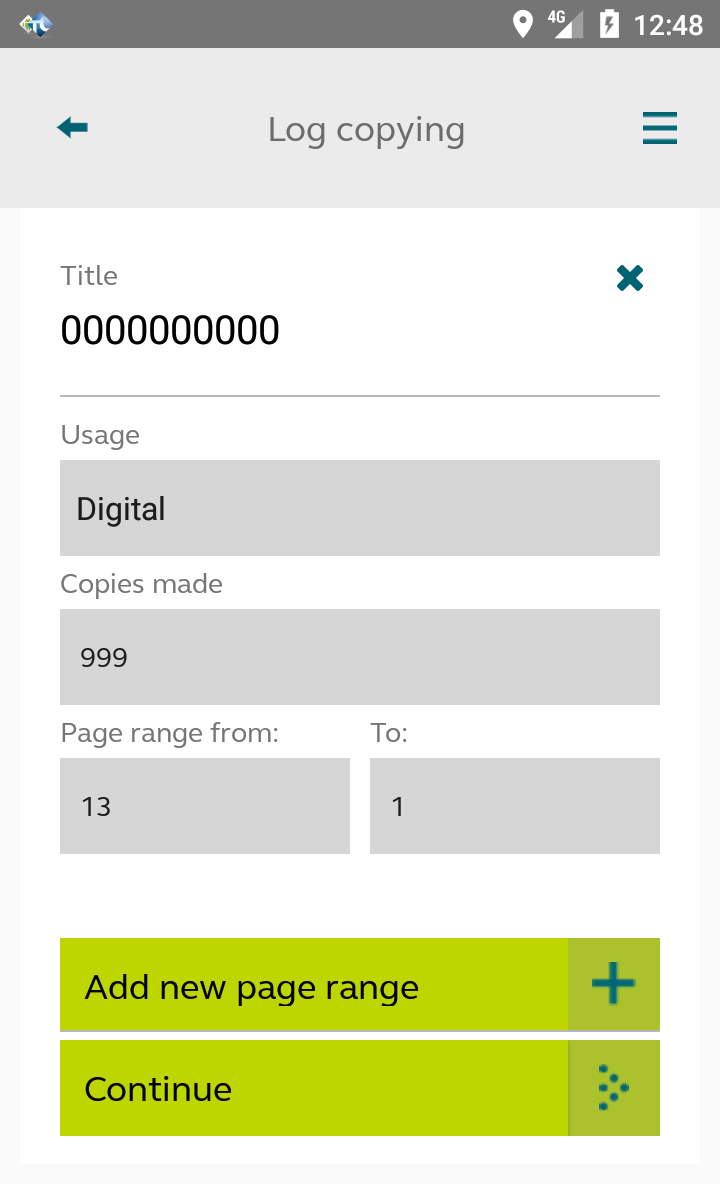 4G 12:48
Log copying
Title
0000000000
Usage
Digital
Copies made
999
Page range from: To:
13 1
Add new page range
Continue